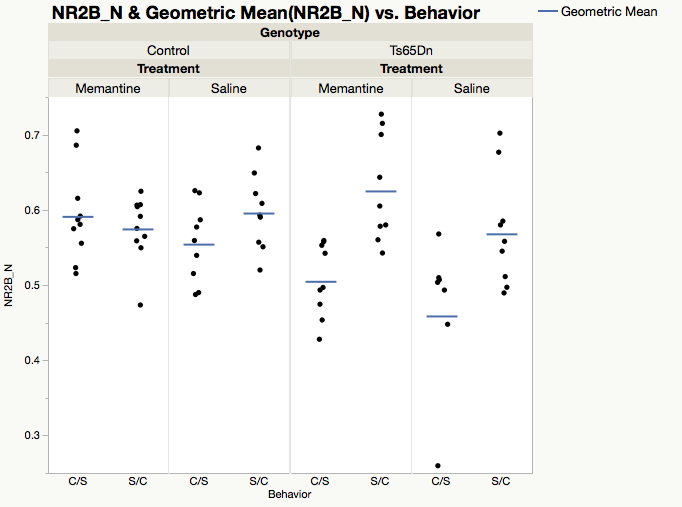 NR2B_N & Geometric Mean(NR2B_N) vs. Behavior
Geometric Mean
Genotype
Control Ts65Dn
Treatment Treatment
Memantine Saline Memantine Saline
0.7
0.6
0.5
0.4
0.3
NR2B_N
C/S S/C C/S S/C C/S S/C C/S S/C
Behavior